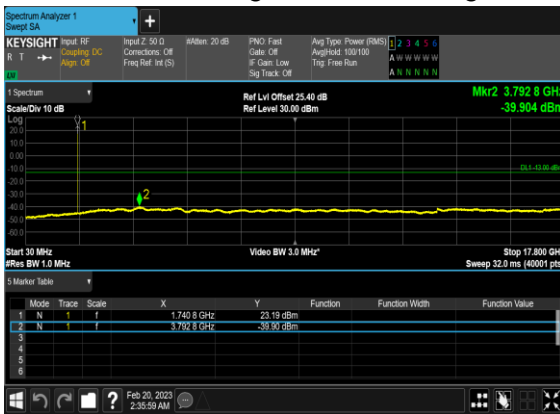 Spectrum Analyzer 1
Swept SA
KEYSIGHT Input: RF Input Z: 50 Ω #Atten: 20 dB PNO: Fast Avg Type: Power (RMS) 1 2 3 4 5 6
R T Coupling: DC Corrections: Off Gate: Off Avg|Hold: 100/100 A W W W W W
Align: Off Freq Ref: Int (S) IF Gain: Low Trig: Free Run
Sig Track: Off A N N N N N
1 Spectrum Ref Lvl Offset 25.40 dB Mkr2 3.792 8 GHz
Scale/Div 10 dB Ref Level 30.00 dBm -39.904 dBm
Log
20.0
10.0
0.00
-10.0
-20.0
-30.0
-40.0
-50.0
-60.0
1
DL1 -13.00 dBm
2
Start 30 MHz Video BW 3.0 MHz* Stop 17.800 GH
#Res BW 1.0 MHz Sweep 32.0 ms (40001 pts
5 Marker Table
Mode Trace Scale X Y Function Function Width Function Value
1 N 1 f 1.740 8 GHz 23.19 dBm
2 N 1 f 3.792 8 GHz -39.90 dBm
3
4
5
6
? Feb 20, 2023
2:35:59 AM